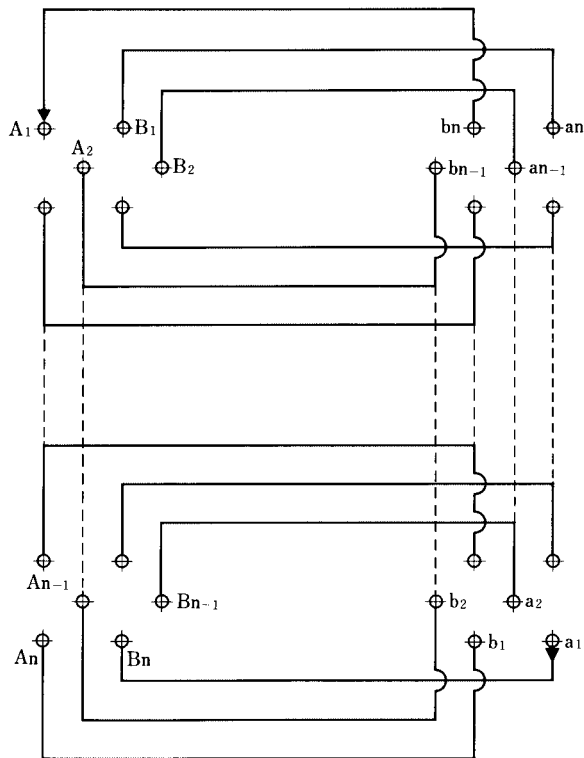 A₁ B₁ bn an
A₂ B₂ bn₋₁ an₋₁
An₋₁ Bn₋₁ b₂ a₂
An Bn b₁ a₁